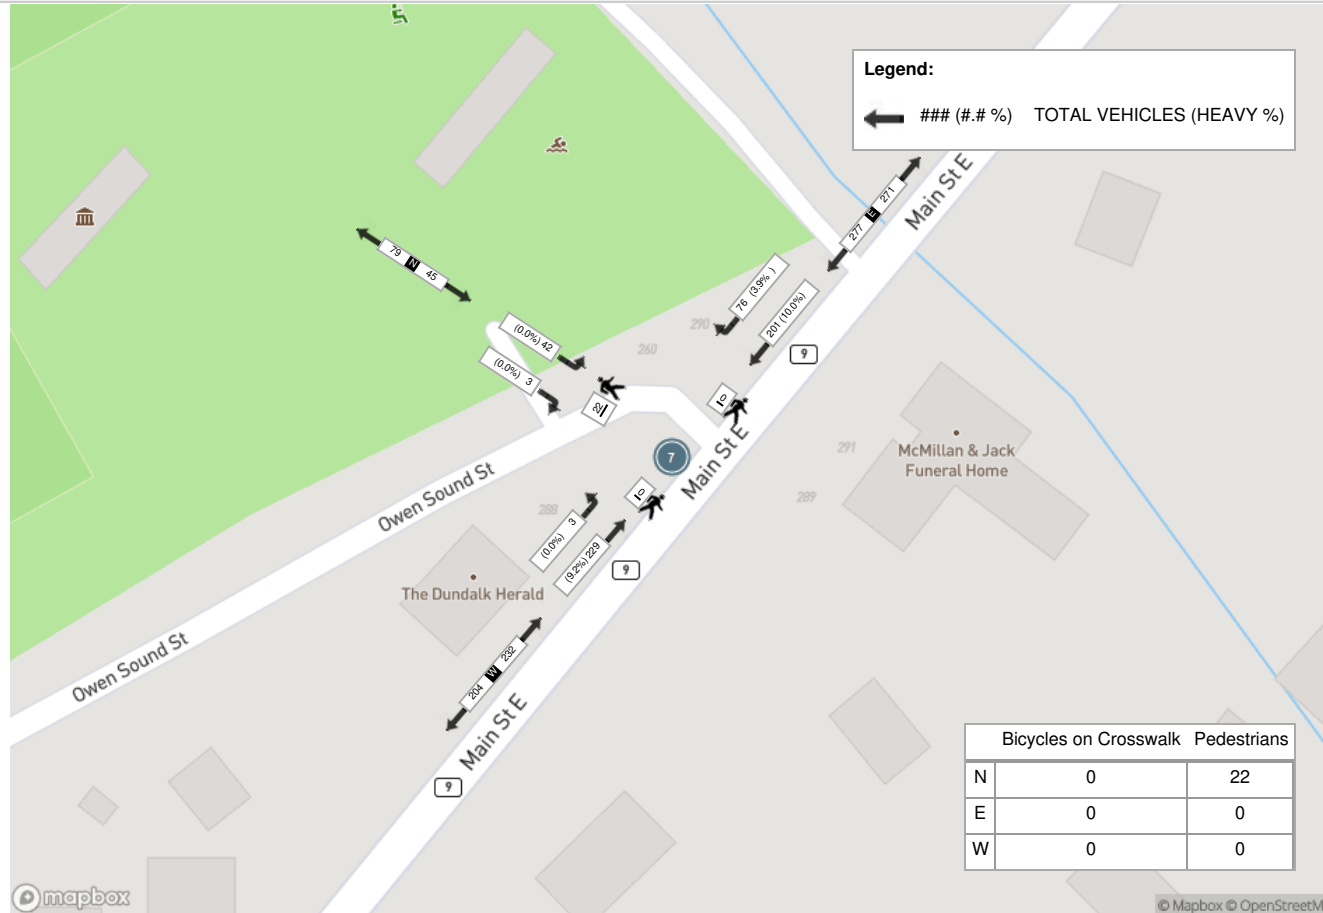 Legend:
### (#.# %) TOTAL VEHICLES (HEAVY %)
Main St E
277 E 271
79 N 45
76 (3.9% )
201 (10.0%)
290
260
(0.0%) 42
(0.0%) 3
9
22
0
Main St E
7
291
McMillan & Jack
Funeral Home
289
Owen Sound St
0
288
(0.0%) 3
(9.2%) 229
9
The Dundalk Herald
Owen Sound St
204 W 232
Main St E
9
Bicycles on Crosswalk Pedestrians
N 0 22
E 0 0
W 0 0
mapbox
© Mapbox © OpenStreetM